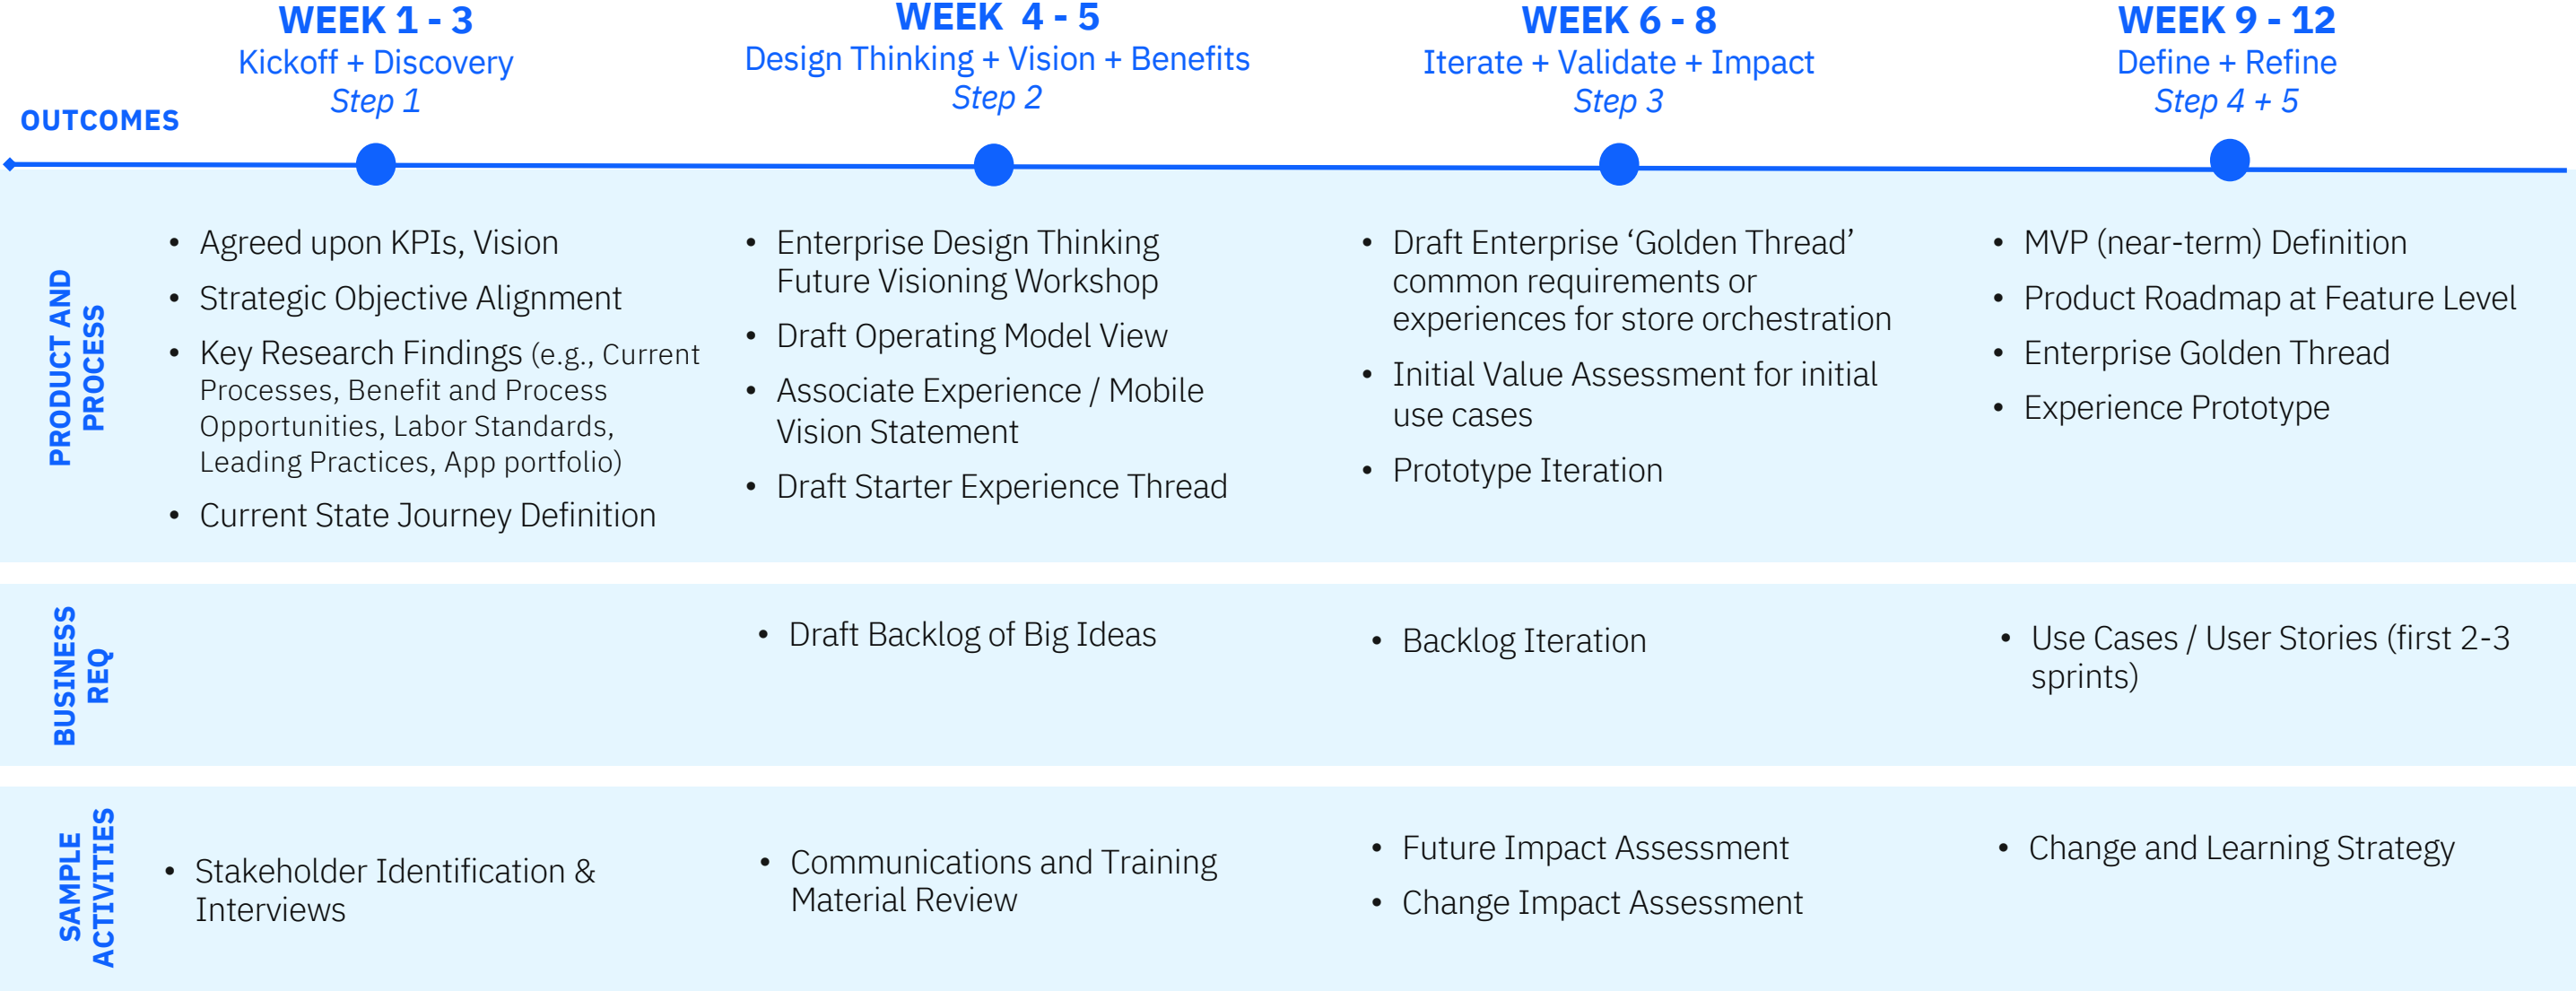 WEEK 1 - 3
Kickoff + Discovery
Step 1
WEEK 4 - 5
Design Thinking + Vision + Benefits
Step 2
WEEK 6 - 8
Iterate + Validate + Impact
Step 3
WEEK 9 - 12
Define + Refine
Step 4 + 5
OUTCOMES
PRODUCT AND
PROCESS
• Agreed upon KPIs, Vision
• Strategic Objective Alignment
• Key Research Findings (e.g., Current
Processes, Benefit and Process
Opportunities, Labor Standards,
Leading Practices, App portfolio)
• Current State Journey Definition
• Enterprise Design Thinking
Future Visioning Workshop
• Draft Operating Model View
• Associate Experience / Mobile
Vision Statement
• Draft Starter Experience Thread
• Draft Enterprise ‘Golden Thread’
common requirements or
experiences for store orchestration
• Initial Value Assessment for initial
use cases
• Prototype Iteration
• MVP (near-term) Definition
• Product Roadmap at Feature Level
• Enterprise Golden Thread
• Experience Prototype
BUSINESS
REQ
• Draft Backlog of Big Ideas
• Backlog Iteration
• Use Cases / User Stories (first 2-3
sprints)
SAMPLE
ACTIVITIES
• Stakeholder Identification &
Interviews
• Communications and Training
Material Review
• Future Impact Assessment
• Change Impact Assessment
• Change and Learning Strategy